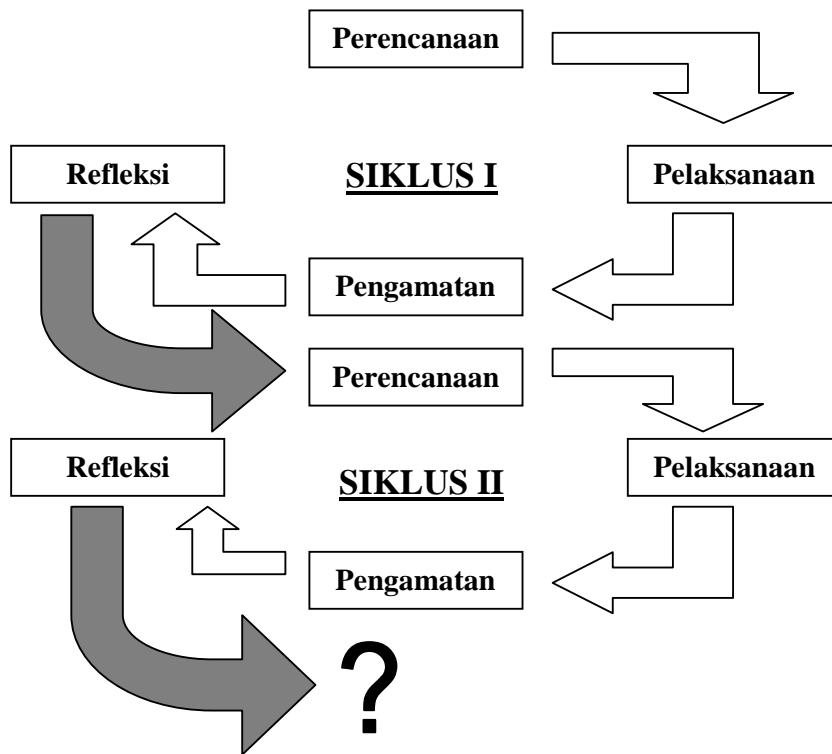 Perencanaan
Refleksi
SIKLUS I
Pelaksanaan
Pengamatan
Perencanaan
Refleksi
SIKLUS II
Pelaksanaan
Pengamatan
?